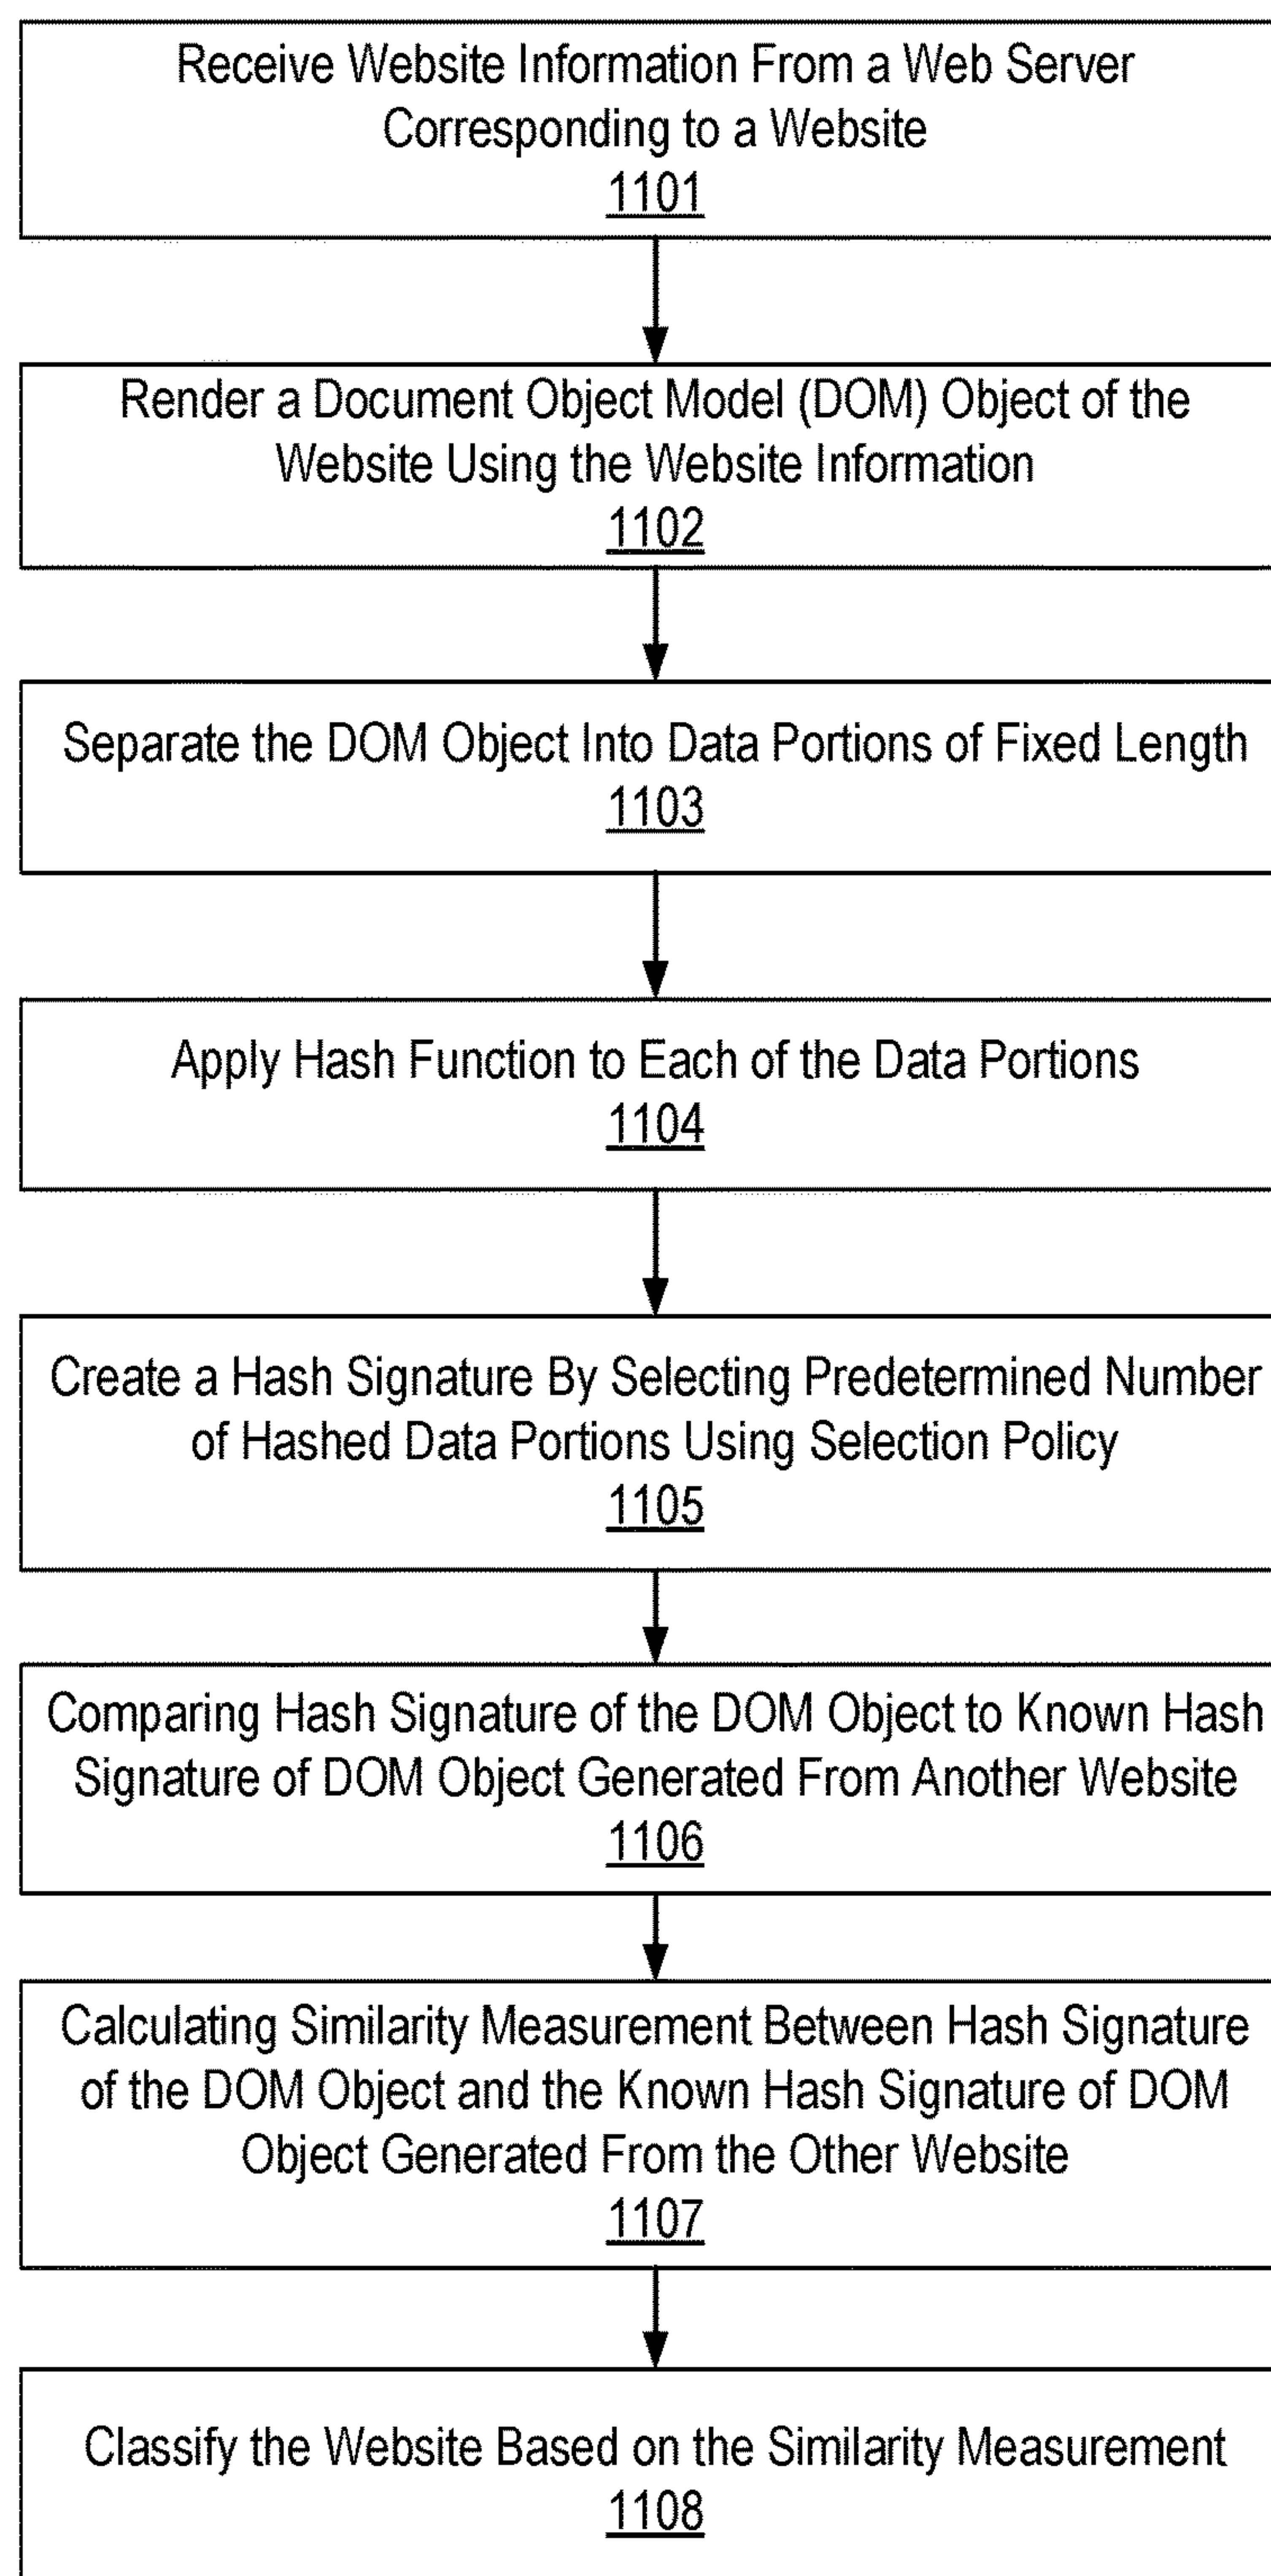 Receive Website Information From a Web Server
Corresponding to a Website
1101
Render a Document Object Model (DOM) Object of the
Website Using the Website Information
1102
Separate the DOM Object Into Data Portions of Fixed Length
1103
Apply Hash Function to Each of the Data Portions
1104
Create a Hash Signature By Selecting Predetermined Number
of Hashed Data Portions Using Selection Policy
1105
Comparing Hash Signature of the DOM Object to Known Hash
Signature of DOM Object Generated From Another Website
1106
Calculating Similarity Measurement Between Hash Signature
of the DOM Object and the Known Hash Signature of DOM
Object Generated From the Other Website
1107
Classify the Website Based on the Similarity Measurement
1108